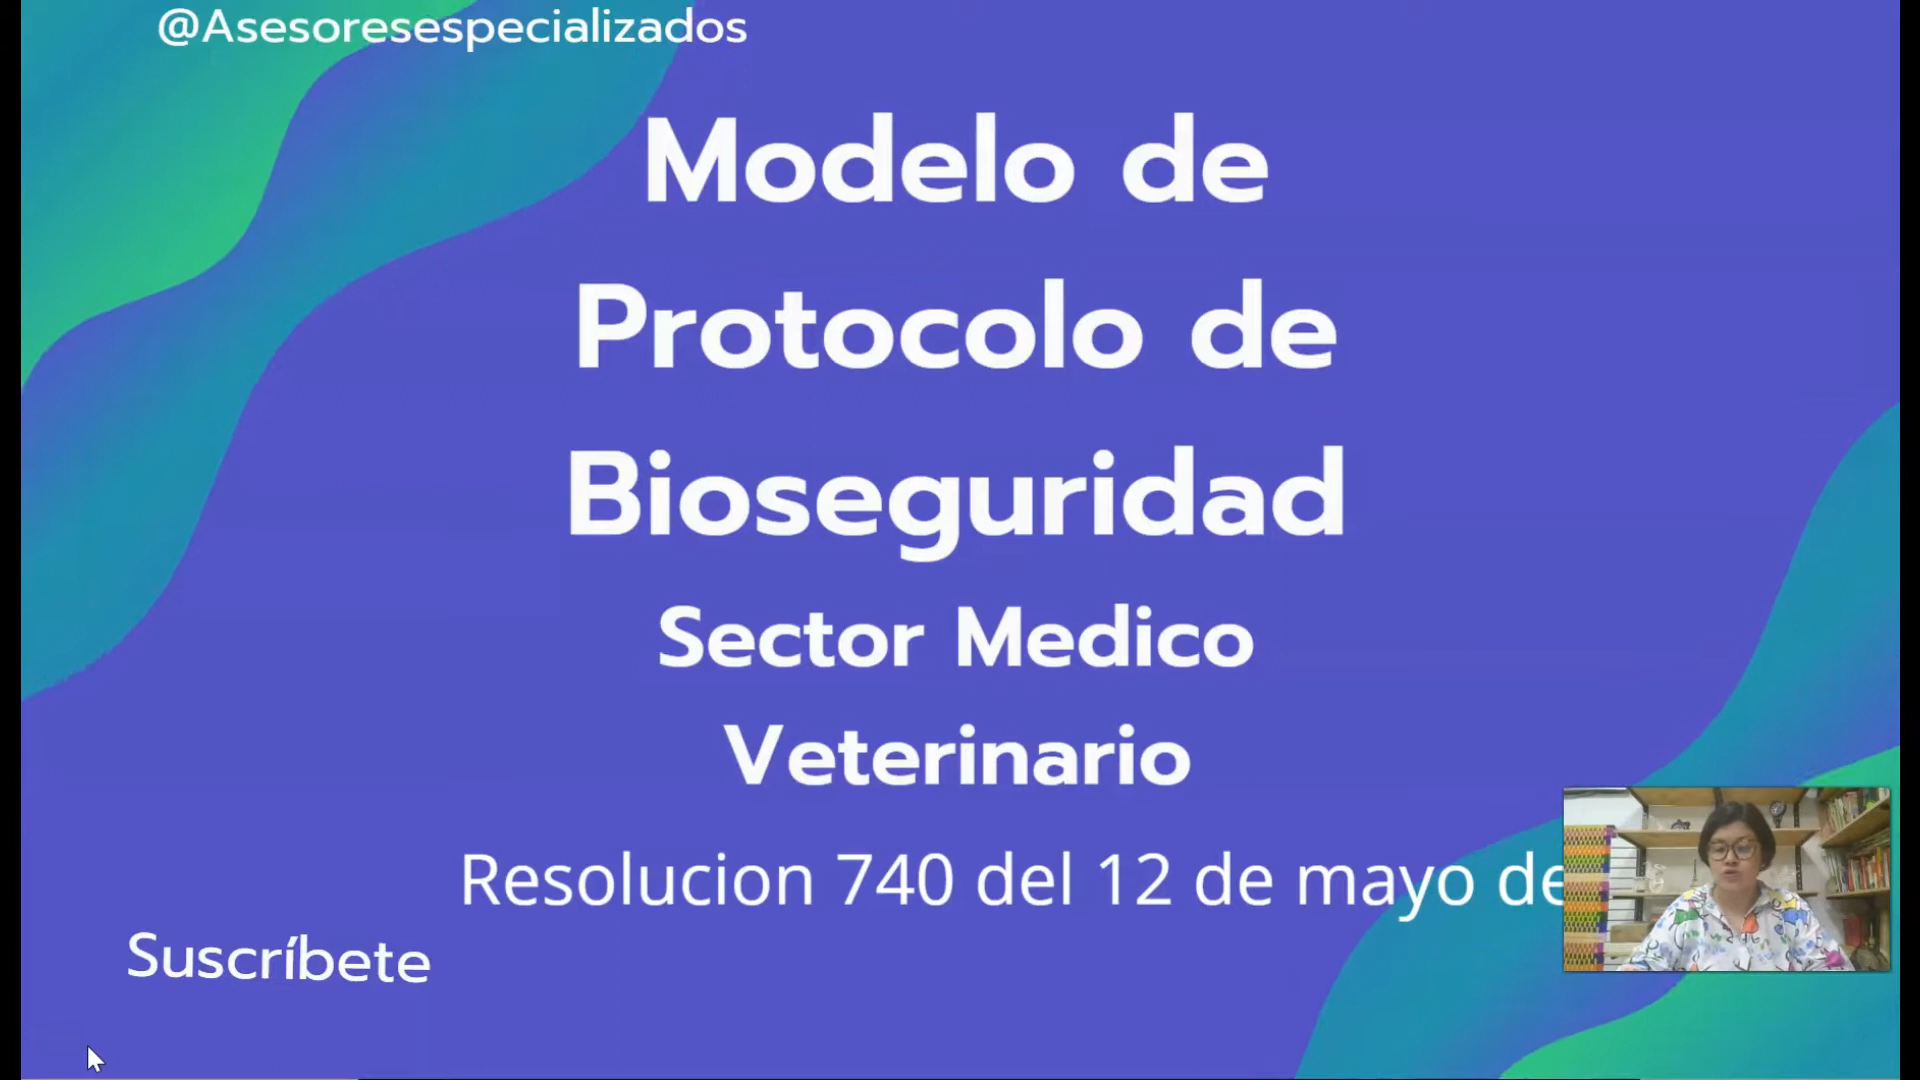 @Asesoresespecializados
Modelo de
Protocolo de
Bioseguridad
Sector Medico
Veterinario
Resolucion 740 del 12 de mayo de
Suscríbete